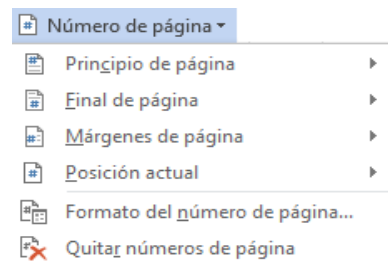 Número de página
Principio de página
Final de página
Márgenes de página
Posición actual
Formato del número de página...
Quitar números de página